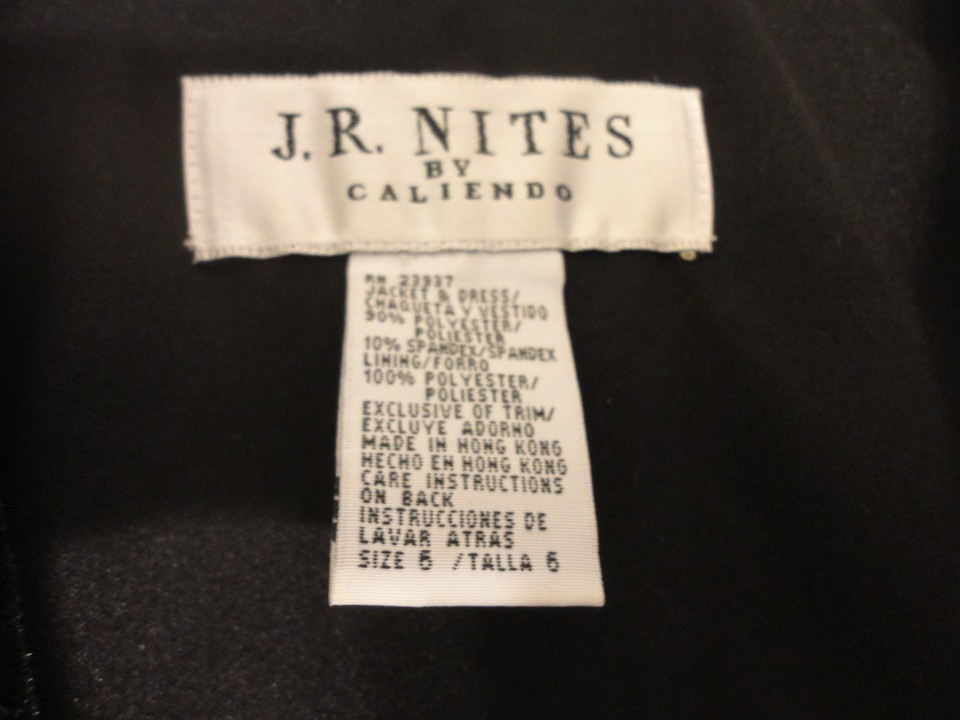 J.R. NITES
BY
CALIENDO
RN 23937
JACKET & DRESS/
CHAQUETA Y VESTIDO
90% POLYESTER/
POLIESTER
10% SPANDEX/SPANDEX
LINING/FORRO
100% POLYESTER/
POLIESTER
EXCLUSIVE OF TRIM/
EXCLUYE ADORNO
MADE IN HONG KONG
HECHO EN HONG KONG
CARE INSTRUCTIONS
ON BACK
INSTRUCCIONES DE
LAVAR ATRAS
SIZE 6 /TALLA 6